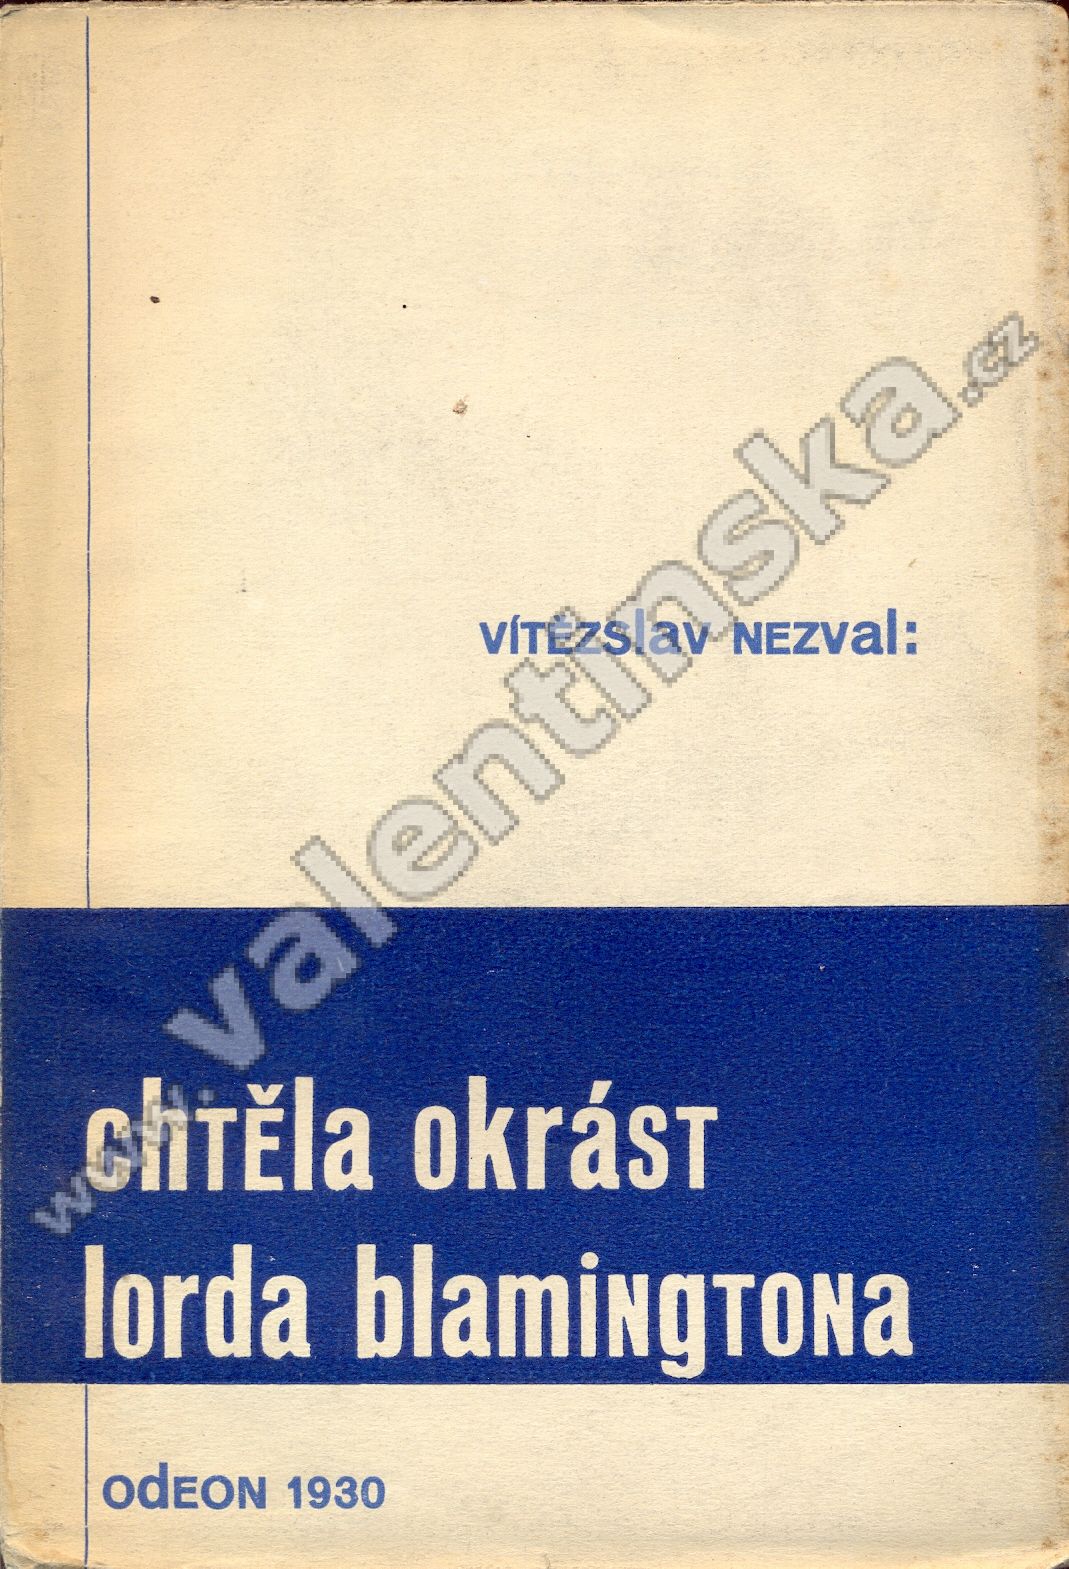 vítězslav nezval:
chtěla okrást
lorda blamingtona
odeon 1930
www.valentinska.cz